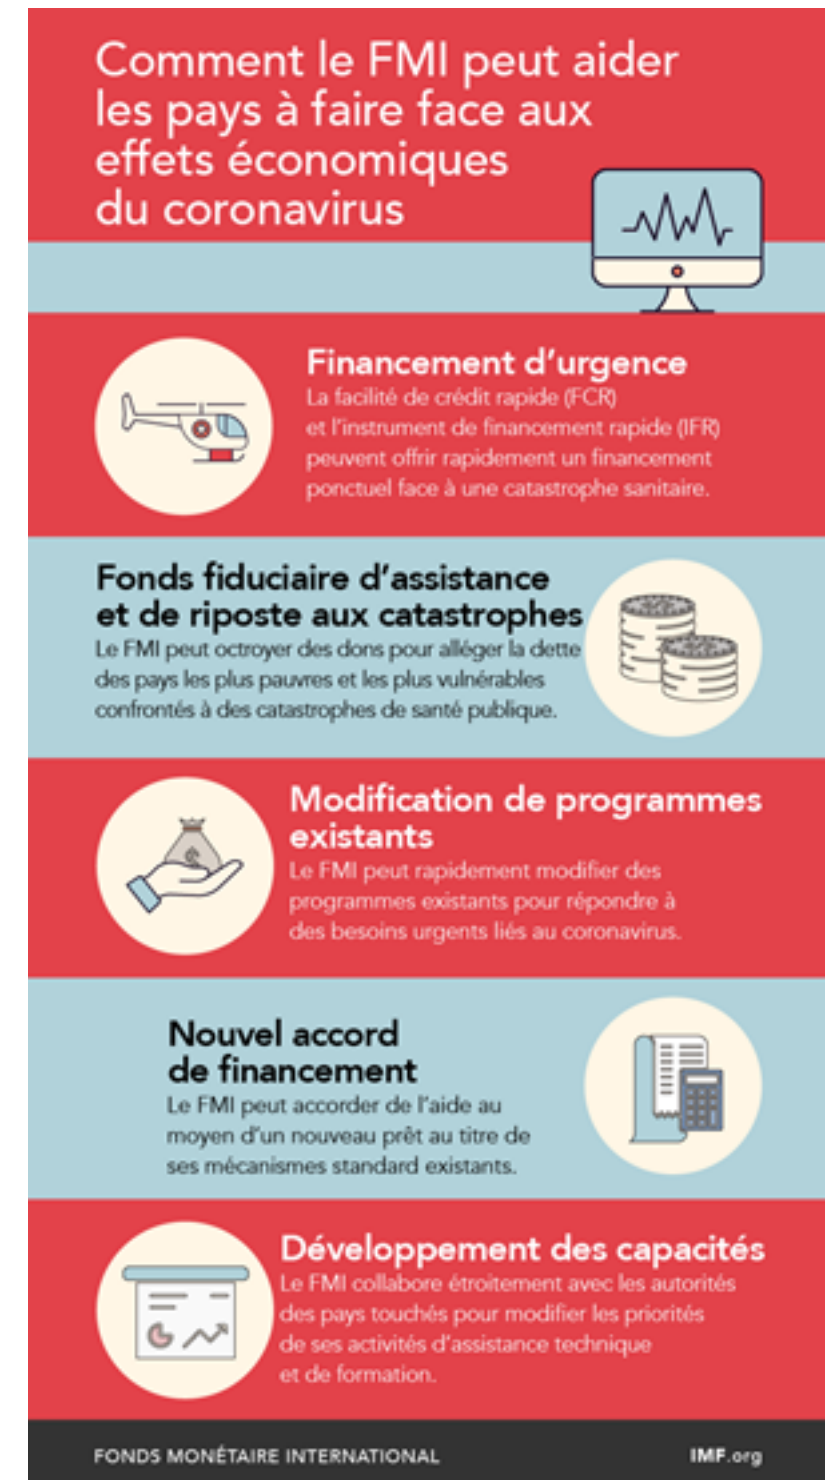 Comment le FMI peut aider
les pays à faire face aux
effets économiques
du coronavirus
Financement d’urgence
La facilité de crédit rapide (FCR)
et l’instrument de financement rapide (IFR)
peuvent offrir rapidement un financement
ponctuel face à une catastrophe sanitaire.
Fonds fiduciaire d’assistance
et de riposte aux catastrophes
Le FMI peut octroyer des dons pour alléger la dette
des pays les plus pauvres et les plus vulnérables
confrontés à des catastrophes de santé publique.
Modification de programmes
existants
Le FMI peut rapidement modifier des
programmes existants pour répondre à
des besoins urgents liés au coronavirus.
Nouvel accord
de financement
Le FMI peut accorder de l’aide au
moyen d’un nouveau prêt au titre de
ses mécanismes standard existants.
Développement des capacités
Le FMI collabore étroitement avec les autorités
des pays touchés pour modifier les priorités
de ses activités d’assistance technique
et de formation.
FONDS MONÉTAIRE INTERNATIONAL
IMF.org